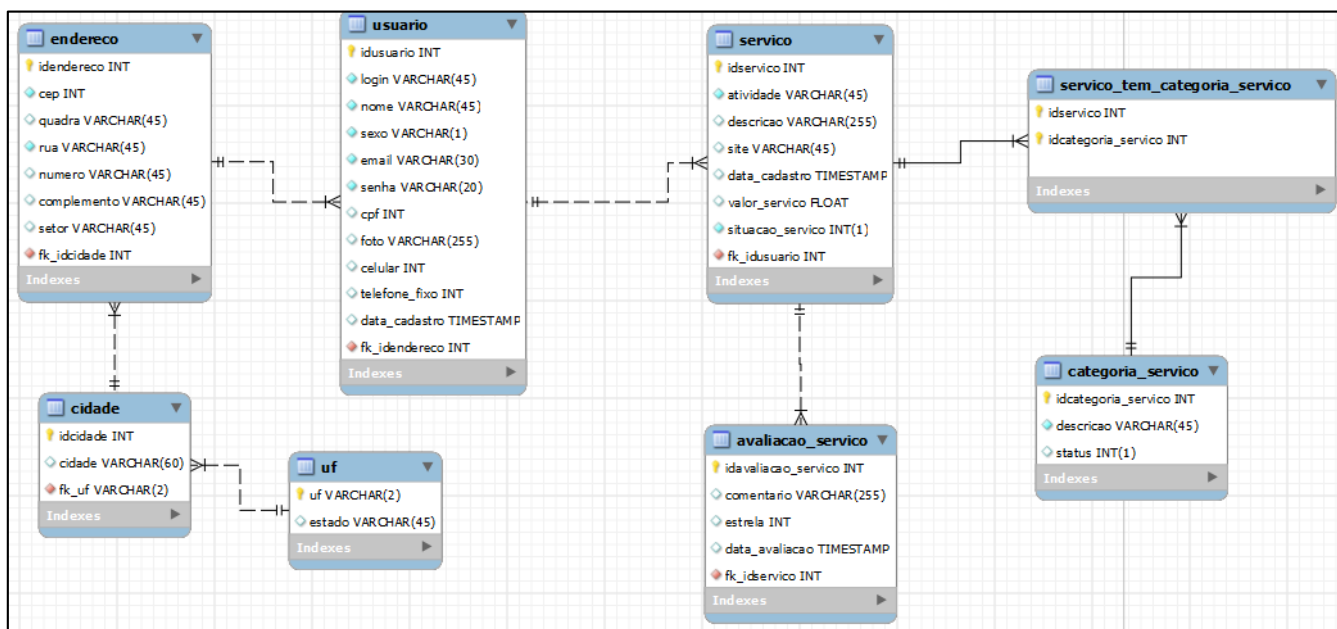 endereco
idendereco INT
cep INT
quadra VARCHAR(45)
rua VARCHAR(45)
numero VARCHAR(45)
complemento VARCHAR(45)
setor VARCHAR(45)
fk_idcidade INT
Indexes
usuario
idusuario INT
login VARCHAR(45)
nome VARCHAR(45)
sexo VARCHAR(1)
email VARCHAR(30)
senha VARCHAR(20)
cpf INT
foto VARCHAR(255)
celular INT
telefone_fixo INT
data_cadastro TIMESTAMP
fk_idendereco INT
Indexes
servico
idservico INT
atividade VARCHAR(45)
descricao VARCHAR(255)
site VARCHAR(45)
data_cadastro TIMESTAMP
valor_servico FLOAT
situacao_servico INT(1)
fk_idusuario INT
Indexes
servico_tem_categoria_servico
idservico INT
idcategoria_servico INT
Indexes
categoria_servico
idcategoria_servico INT
descricao VARCHAR(45)
status INT(1)
Indexes
cidade
idcidade INT
cidade VARCHAR(60)
fk_uf VARCHAR(2)
Indexes
uf
uf VARCHAR(2)
estado VARCHAR(45)
Indexes
avaliacao_servico
idavaliacao_servico INT
comentario VARCHAR(255)
estrela INT
data_avaliacao TIMESTAMP
fk_idservico INT
Indexes